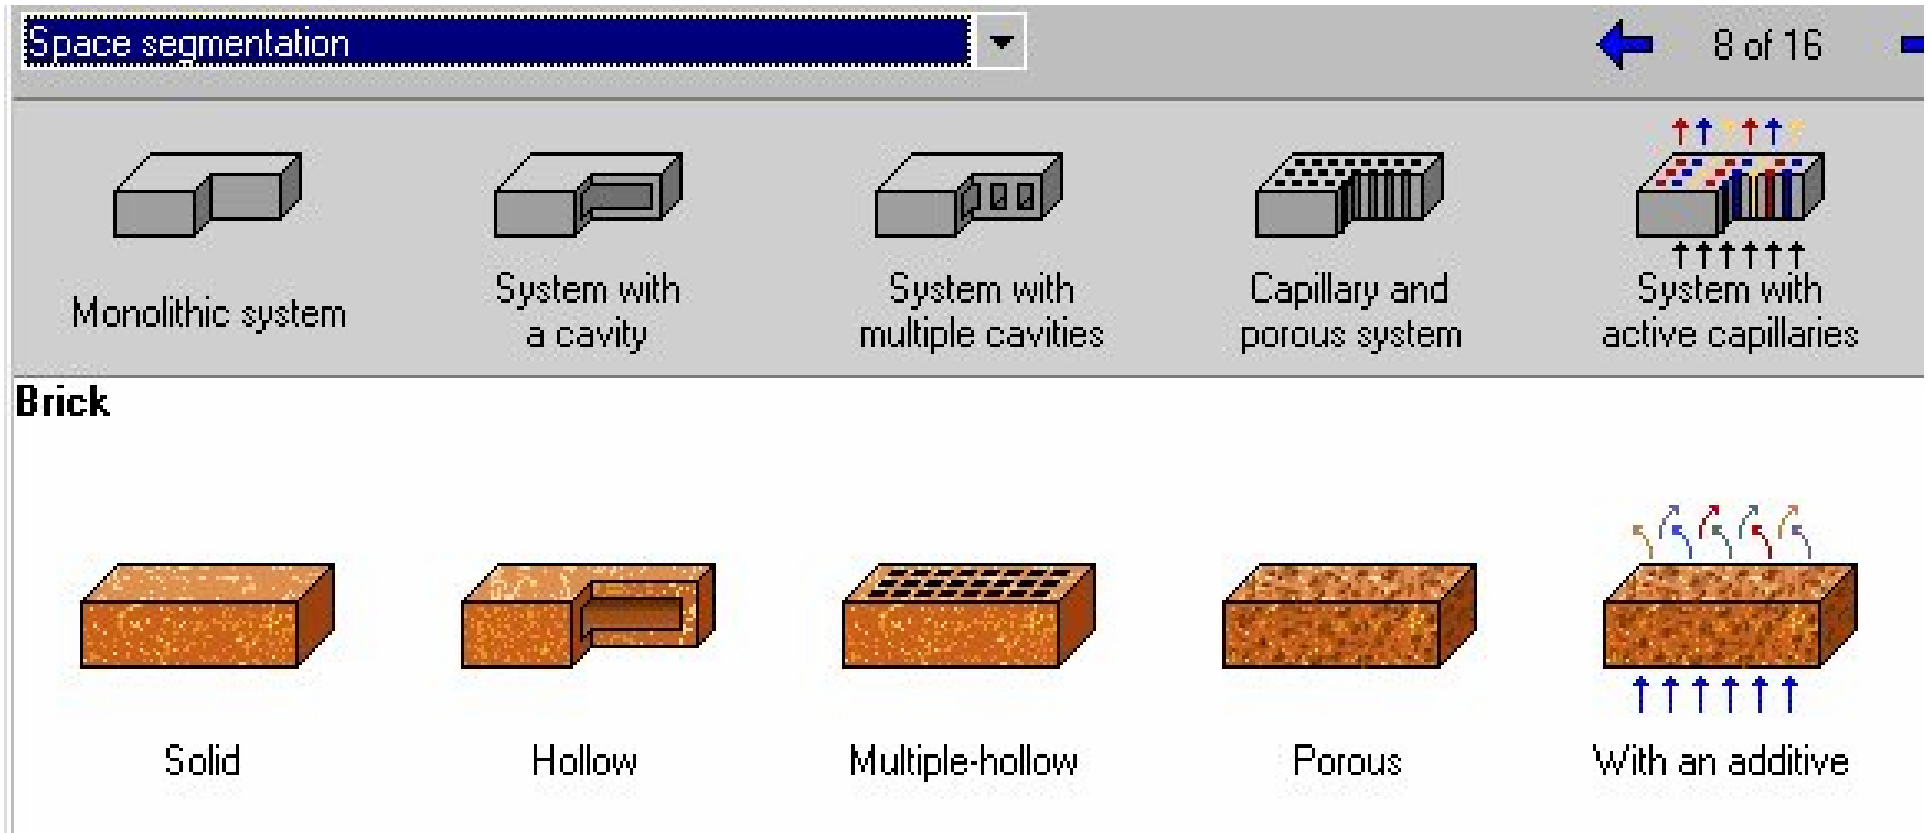 Space segmentation
8 of 16
Monolithic system
System with
a cavity
System with
multiple cavities
Capillary and
porous system
System with
active capillaries
Brick
Solid
Hollow
Multiple-hollow
Porous
With an additive